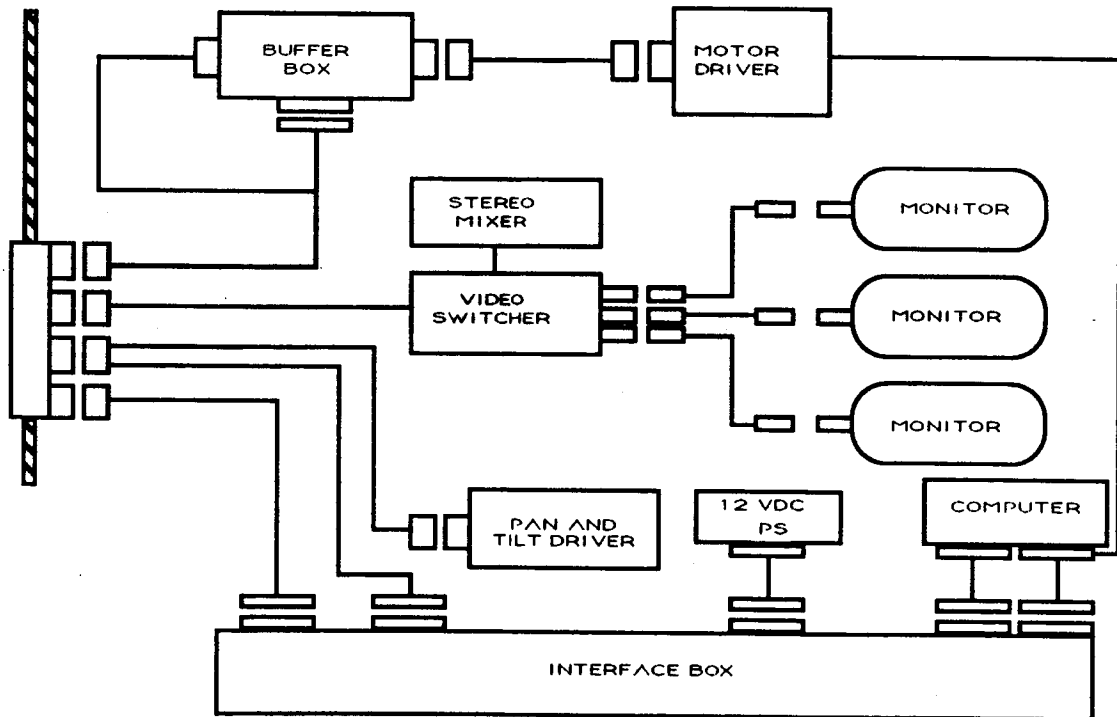 BUFFER
BOX
MOTOR
DRIVER
STEREO
MIXER
MONITOR
VIDEO
SWITCHER
MONITOR
MONITOR
PAN AND
TILT DRIVER
12 VDC
PS
COMPUTER
INTERFACE BOX